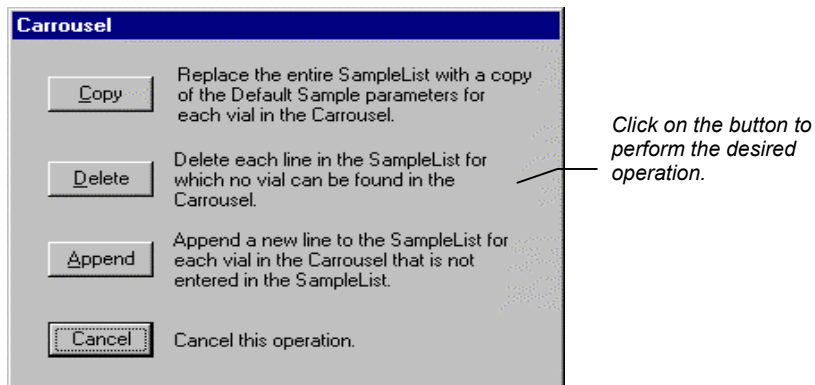 Carrousel
Copy
Replace the entire SampleList with a copy
of the Default Sample parameters for
each vial in the Carrousel.
Delete
Delete each line in the SampleList for
which no vial can be found in the
Carrousel.
Append
Append a new line to the SampleList for
each vial in the Carrousel that is not
entered in the SampleList.
Cancel
Cancel this operation.
Click on the button to
perform the desired
operation.